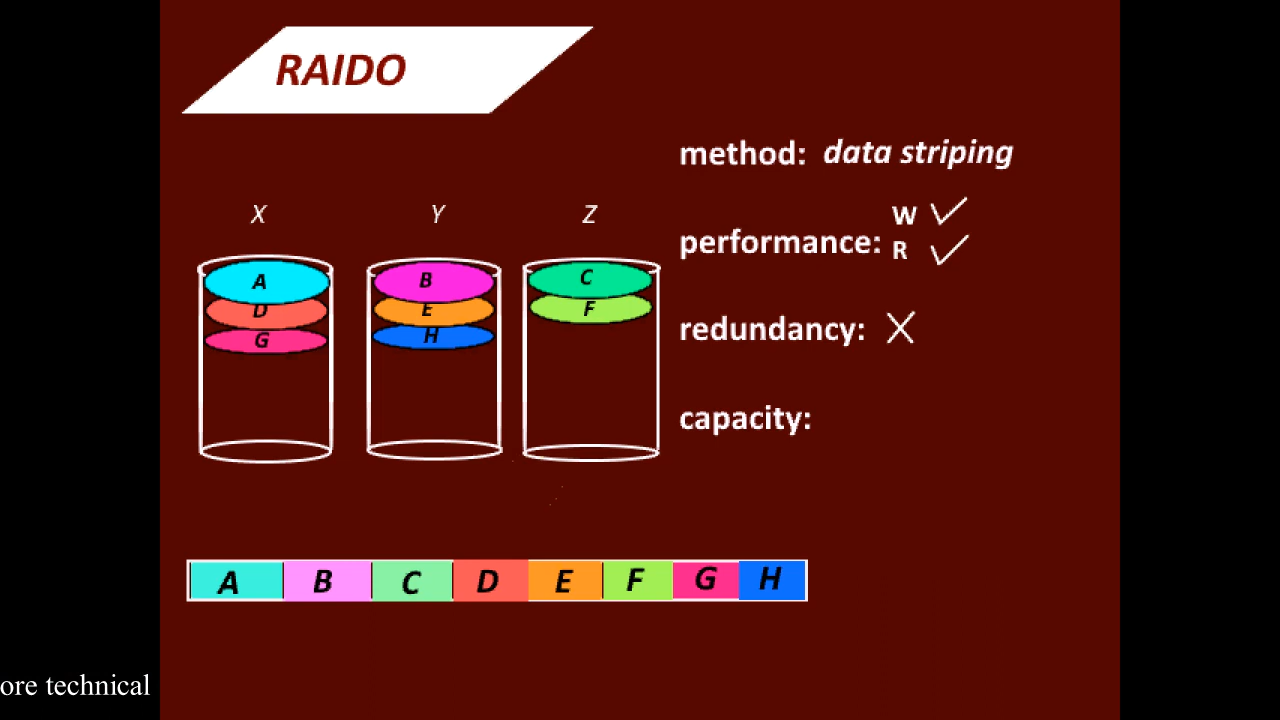 RAIDO
method: data striping
X Y Z
W
performance: R
A B C
D E F
G H
redundancy: X
capacity:
A B C D E F G H
ore technical